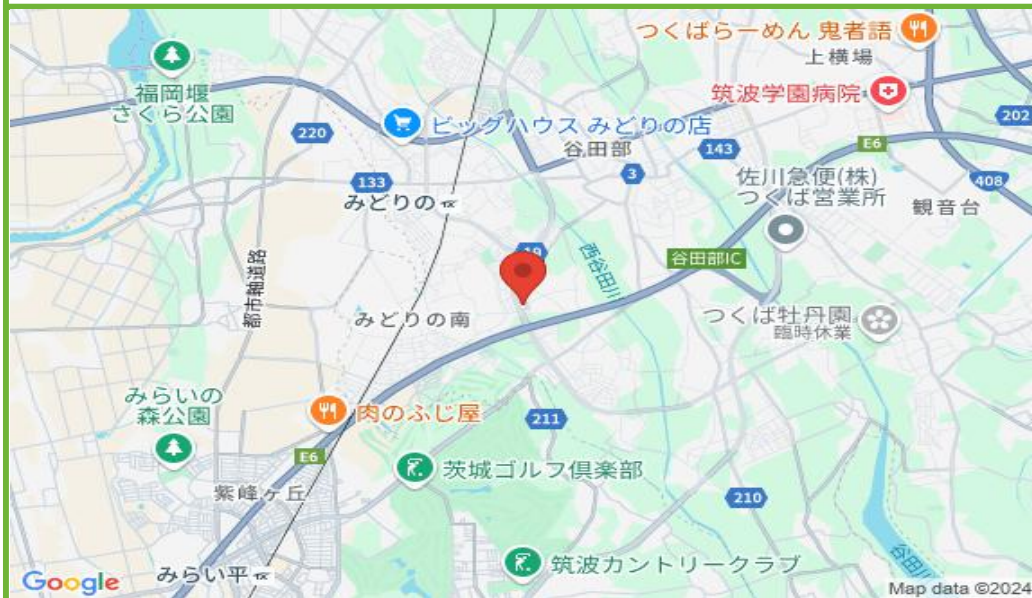 つくばらーめん 鬼者語
上横場
福岡堰
さくら公園
筑波学園病院
220
ビッグハウス みどりの店
202
谷田部
143
E6
133
3
佐川急便(株)
つくば営業所
408
みどりの
観音台
19
西谷田川
谷田部IC
都市軸道路
みどりの南
つくば牡丹園
臨時休業
みらいの
森公園
肉のふじ屋
211
E6
茨城ゴルフ倶楽部
紫峰ヶ丘
210
筑波カントリークラブ
谷田川
みらい平
Google
Map data ©2024